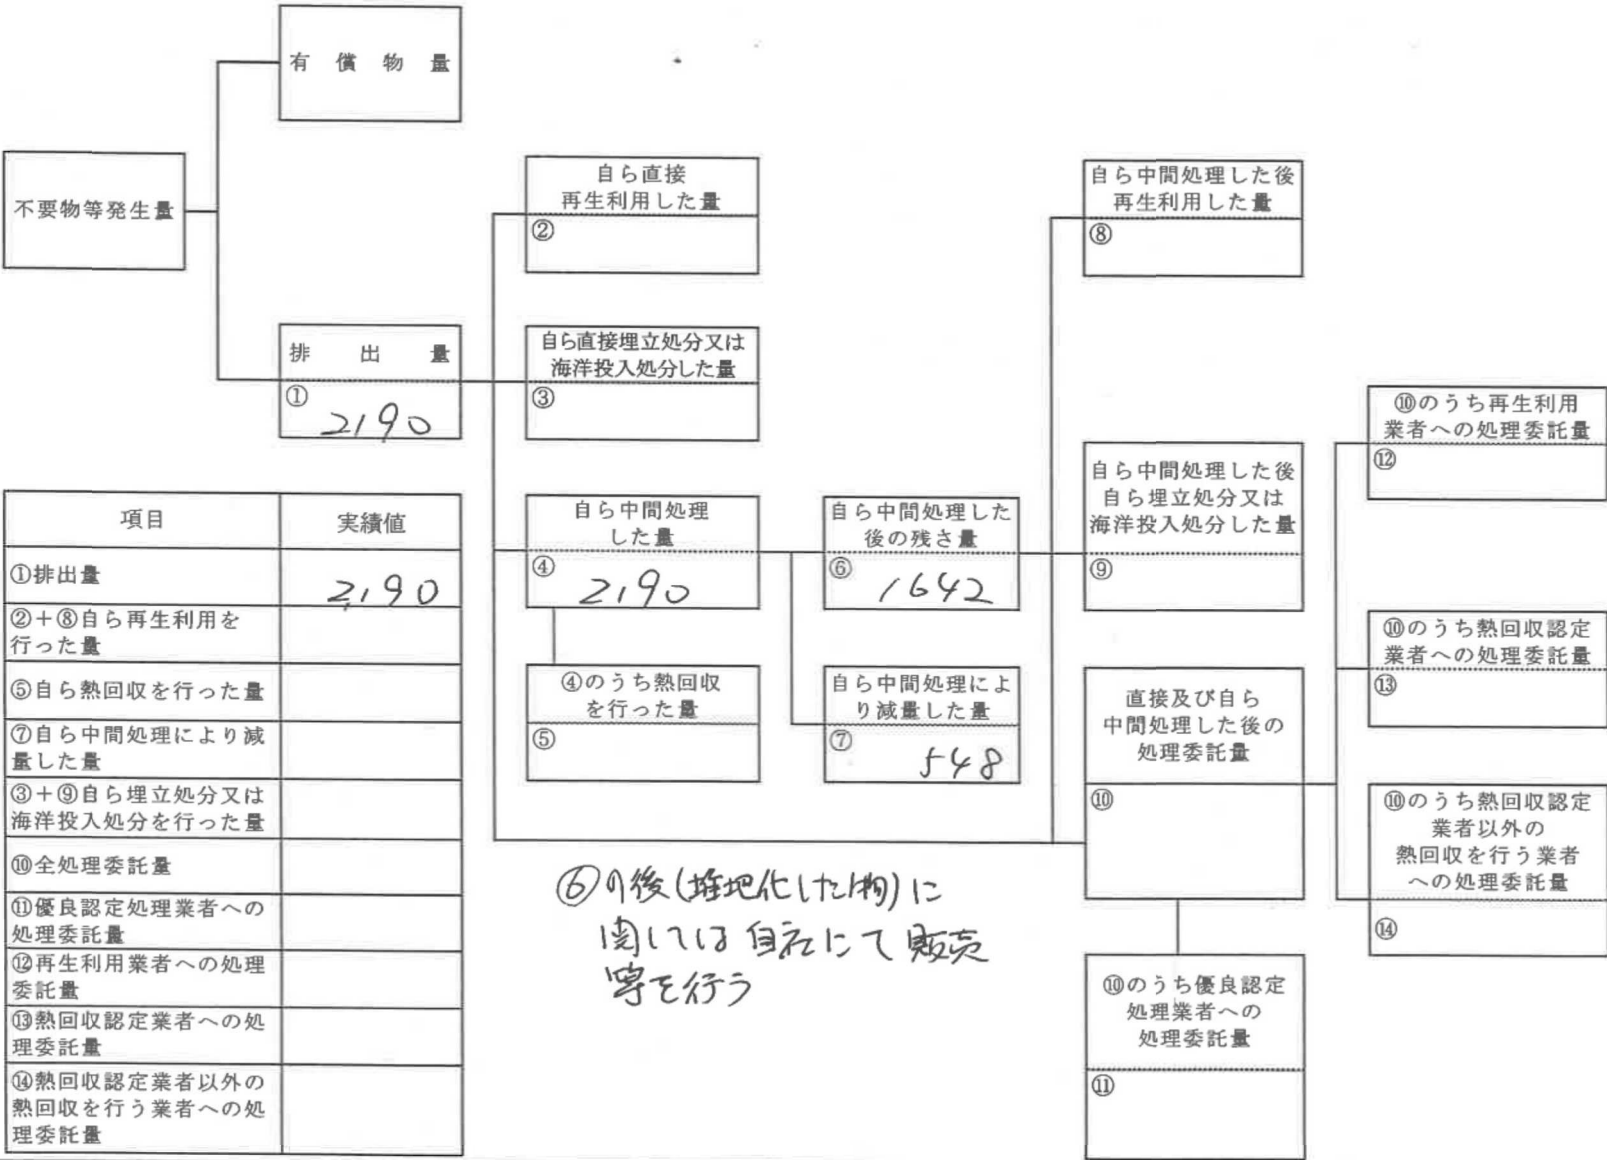 有償物量
不要物等発生量
自ら直接
再生利用した量
②
自ら中間処理した後
再生利用した量
⑧
排出量
①
2190
自ら直接埋立処分又は
海洋投入処分した量
③
⑩のうち再生利用
業者への処理委託量
⑫
自ら中間処理
した量
④
2190
自ら中間処理した
後の残さ量
⑥
1642
自ら中間処理した後
自ら埋立処分又は
海洋投入処分した量
⑨
⑩のうち熱回収認定
業者への処理委託量
⑬
④のうち熱回収
を行った量
⑤
自ら中間処理によ
り減量した量
⑦
548
直接及び自ら
中間処理した後の
処理委託量
⑩
⑩のうち熱回収認定
業者以外の
熱回収を行う業者
への処理委託量
⑭
⑩のうち優良認定
処理業者への
処理委託量
⑪
項目 実績値
①排出量 2,190
②+⑧自ら再生利用を
行った量
⑤自ら熱回収を行った量
⑦自ら中間処理により減
量した量
③+⑨自ら埋立処分又は
海洋投入処分を行った量
⑩全処理委託量
⑪優良認定処理業者への
処理委託量
⑫再生利用業者への処理
委託量
⑬熱回収認定業者への処
理委託量
⑭熱回収認定業者以外の
熱回収を行う業者への処
理委託量
⑥の後(堆肥化した物)に
関しては自社にて販売
等を行う